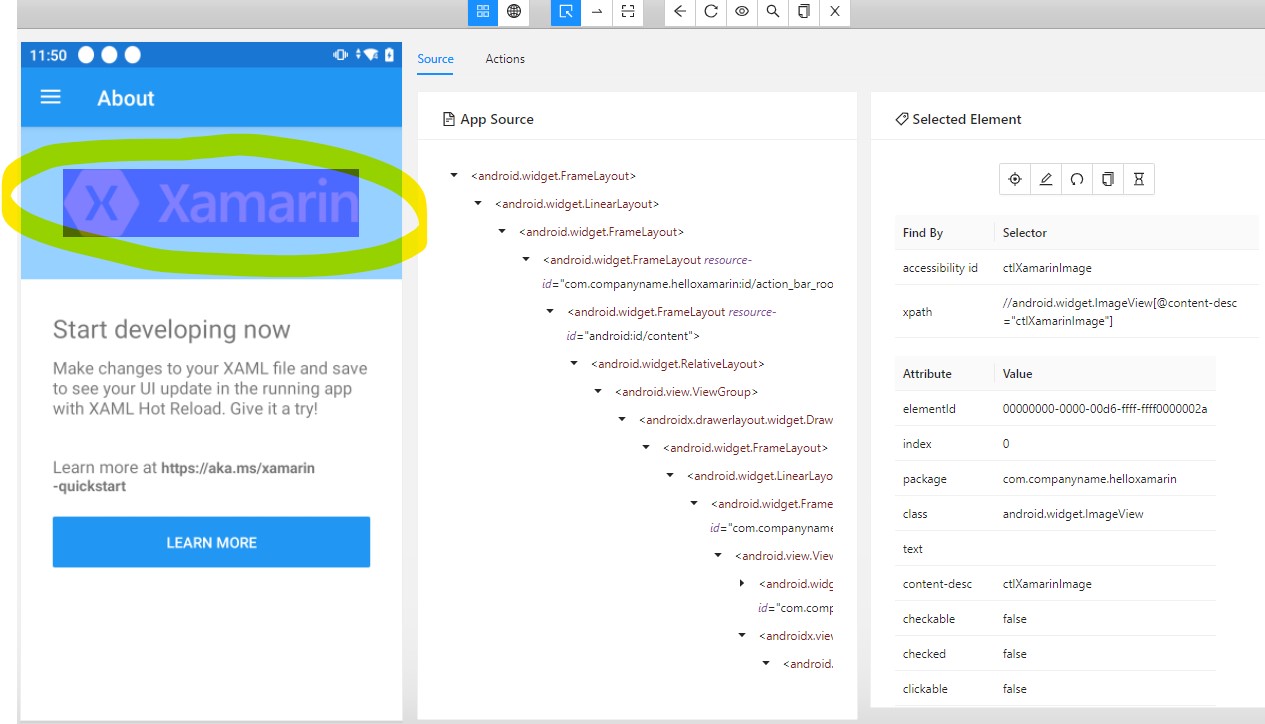 11:50
About
X Xamarin
Start developing now
Make changes to your XAML file and save
to see your UI update in the running app
with XAML Hot Reload. Give it a try!
Learn more at https://aka.ms/xamarin
-quickstart
LEARN MORE
Source
Actions
App Source
<android.widget.FrameLayout>
<android.widget.LinearLayout>
<android.widget.FrameLayout>
<android.widget.FrameLayout resource-
id="com.companyname.helloxamarin:id/action_bar_roo
<android.widget.FrameLayout resource-
id="android:id/content">
<android.widget.RelativeLayout>
<android.view.ViewGroup>
<androidx.drawerlayout.widget.Draw
<android.widget.FrameLayout>
<android.widget.LinearLayo
<android.widget.Frame
id="com.companyname
<android.view.View
<android.widg
id="com.comp
<androidx.view
<android.
Selected Element
Find By Selector
accessibility id ctlXamarinImage
xpath //android.widget.ImageView[@content-desc
="ctlXamarinImage"]
Attribute Value
elementId 00000000-0000-00d6-ffff-ffff0000002a
index 0
package com.companyname.helloxamarin
class android.widget.ImageView
text
content-desc ctlXamarinImage
checkable false
checked false
clickable false